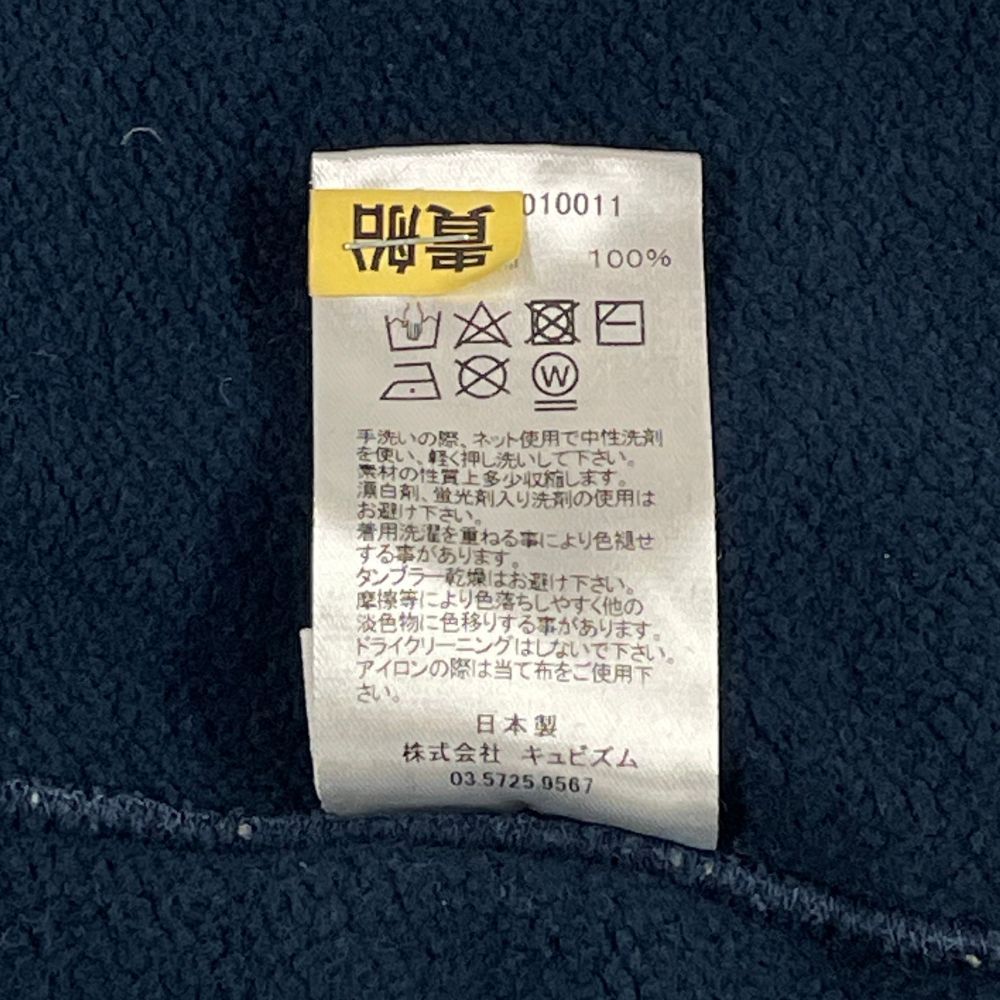 010011
貴船
100%
W
手洗いの際、ネット使用で中性洗剤
を使い、軽く押し洗いして下さい。
素材の性質上多少収縮します。
漂白剤、蛍光剤入り洗剤の使用は
お避け下さい。
着用洗濯を重ねる事により色褪せ
する事があります。
タンブラー乾燥はお避け下さい。
摩擦等により色落ちしやすく他の
淡色物に色移りする事があります。
ドライクリーニングはしないで下さい。
アイロンの際は当て布をご使用下
さい。
日本製
株式会社 キュビズム
03.5725.9567